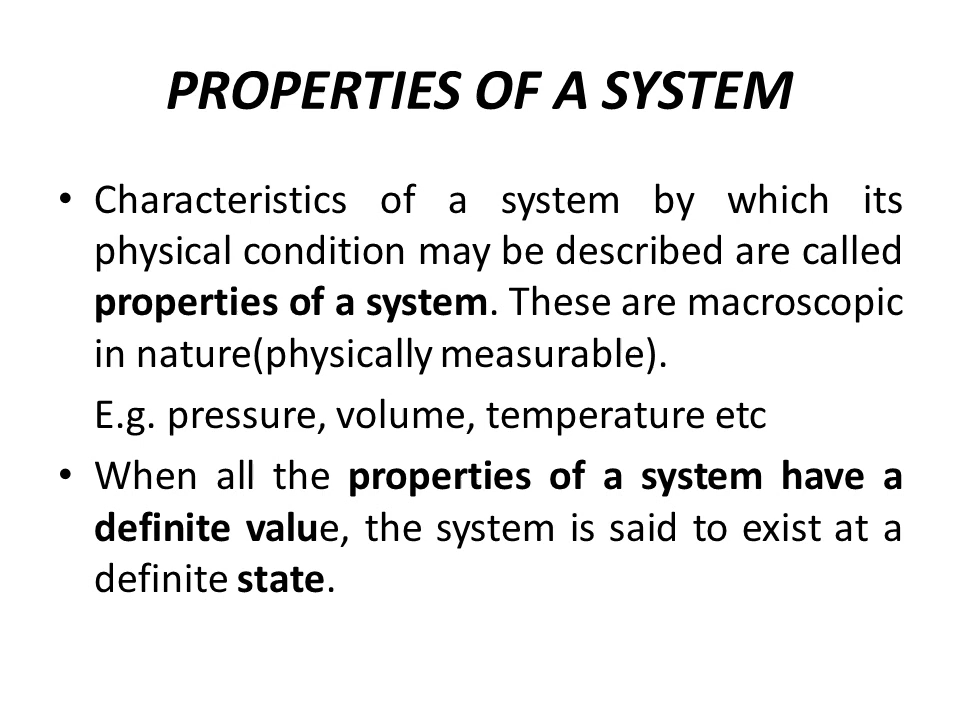 PROPERTIES OF A SYSTEM
• Characteristics of a system by which its
physical condition may be described are called
properties of a system. These are macroscopic
in nature(physically measurable).
E.g. pressure, volume, temperature etc
• When all the properties of a system have a
definite value, the system is said to exist at a
definite state.